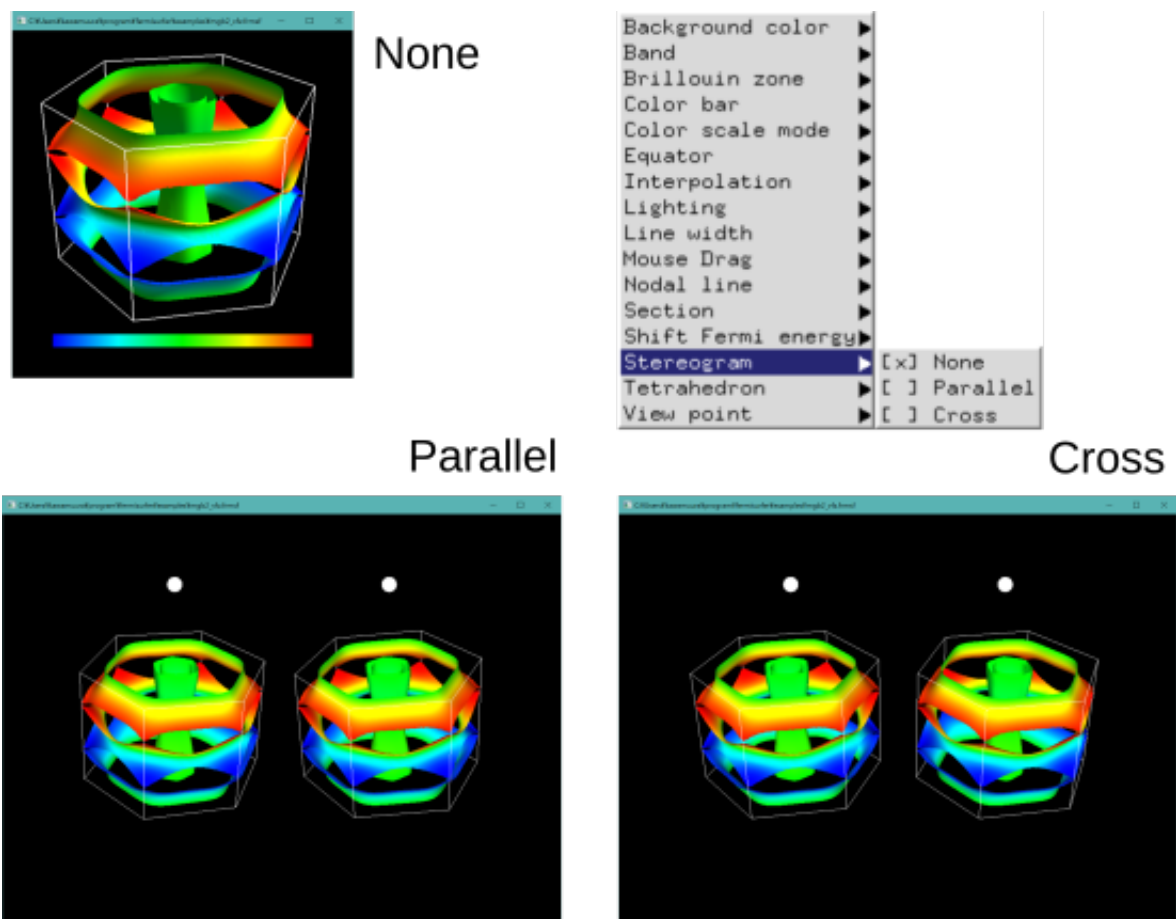 None
Background color
Band
Brillouin zone
Color bar
Color scale mode
Equator
Interpolation
Lighting
Line width
Mouse Drag
Nodal line
Section
Shift Fermi energy
Stereogram
[x] None
Tetrahedron
[ ] Parallel
View point
[ ] Cross
Parallel
Cross